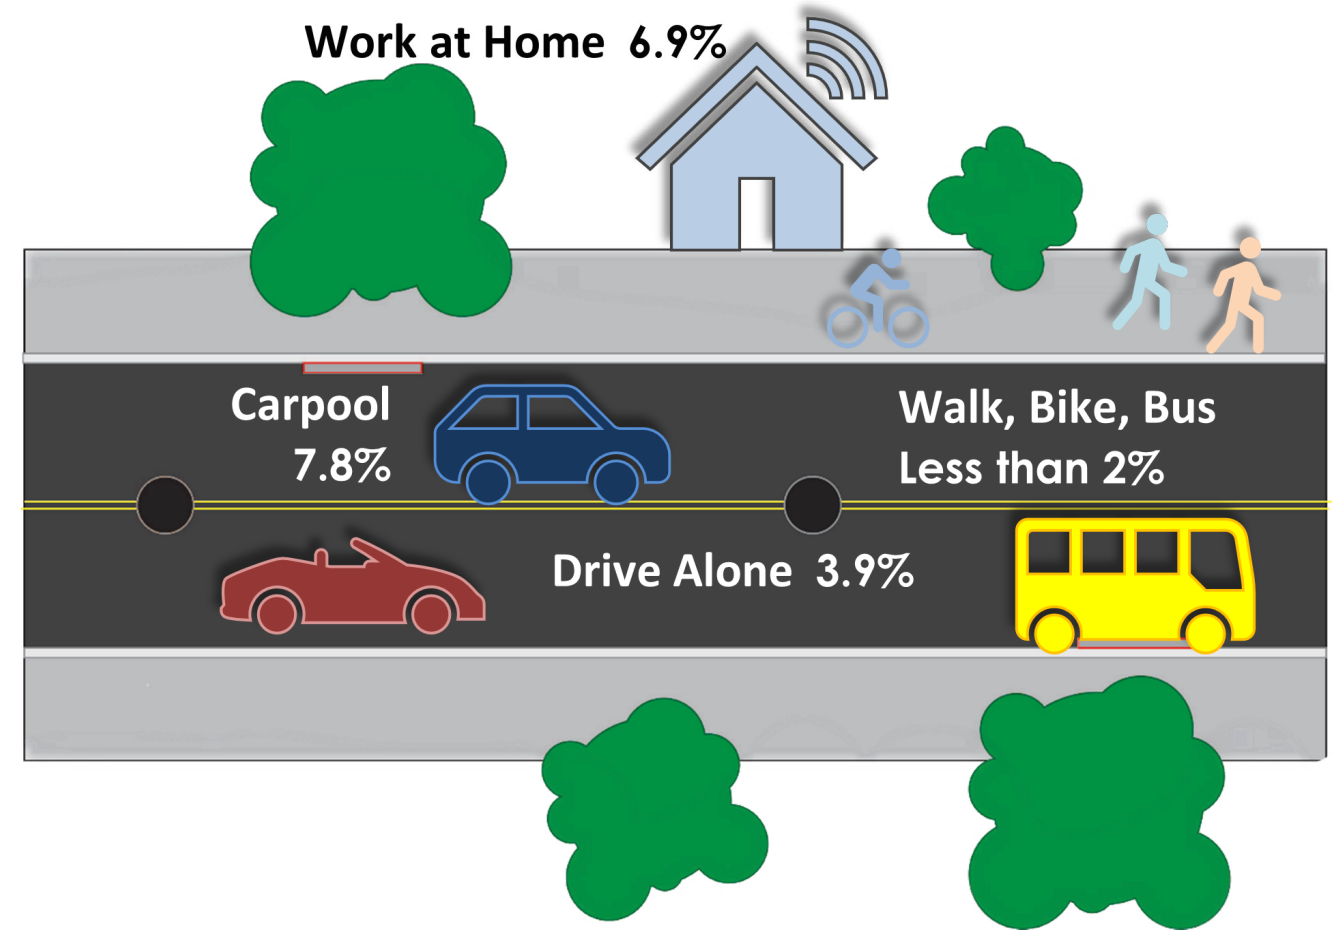 Work at Home 6.9%
Carpool
7.8%
Walk, Bike, Bus
Less than 2%
Drive Alone 3.9%